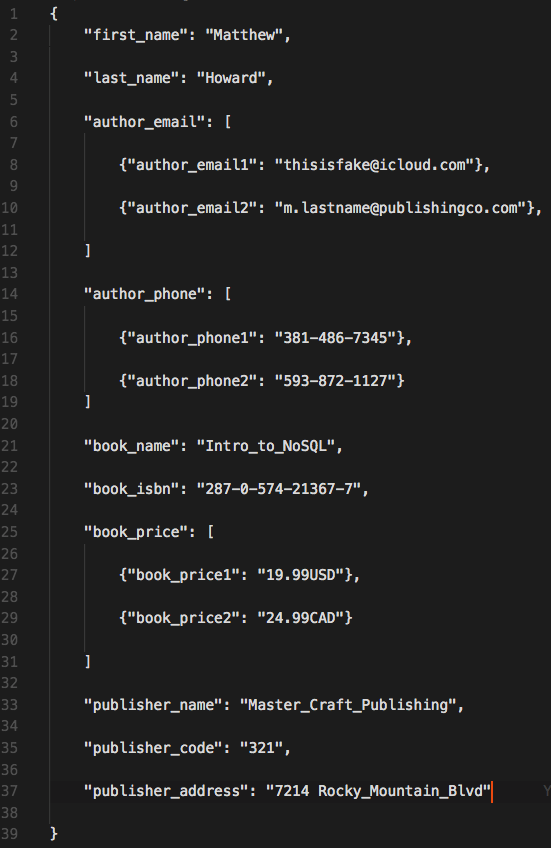 1 {
2 "first_name": "Matthew",
3
4 "last_name": "Howard",
5
6 "author_email": [
7
8 {"author_email1": "thisisfake@icloud.com"},
9
10 {"author_email2": "m.lastname@publishingco.com"},
11
12 ]
13
14 "author_phone": [
15
16 {"author_phone1": "381-486-7345"},
17
18 {"author_phone2": "593-872-1127"}
19 ]
20
21 "book_name": "Intro_to_NoSQL",
22
23 "book_isbn": "287-0-574-21367-7",
24
25 "book_price": [
26
27 {"book_price1": "19.99USD"},
28
29 {"book_price2": "24.99CAD"}
30
31 ]
32
33 "publisher_name": "Master_Craft_Publishing",
34
35 "publisher_code": "321",
36
37 "publisher_address": "7214 Rocky_Mountain_Blvd"
38
39 }